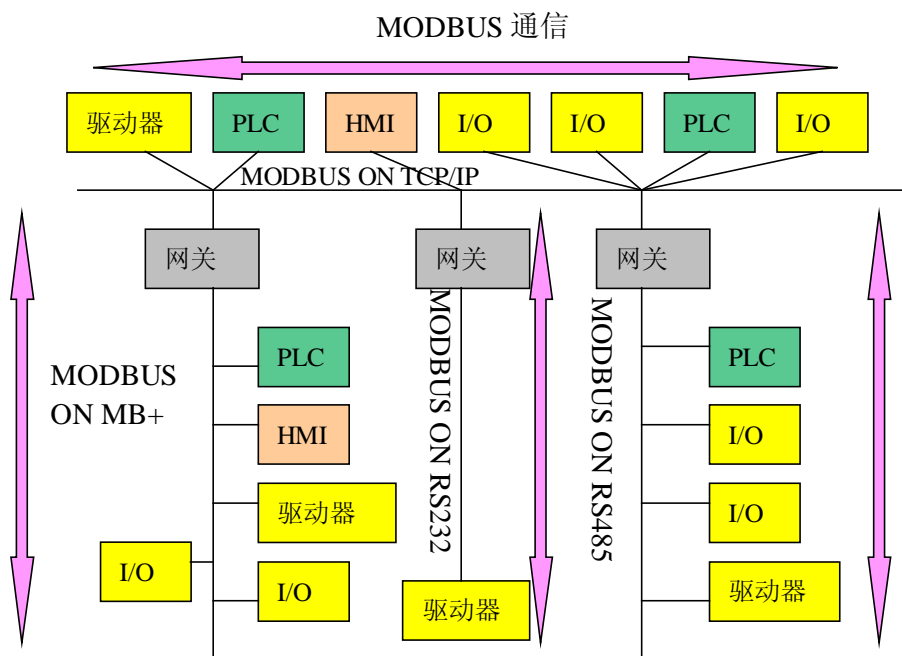 MODBUS 通信
驱动器
PLC
HMI
I/O
I/O
PLC
I/O
MODBUS ON TCP/IP
网关
网关
网关
MODBUS
ON MB+
PLC
HMI
驱动器
I/O
I/O
MODBUS ON RS232
驱动器
MODBUS ON RS485
PLC
I/O
I/O
驱动器